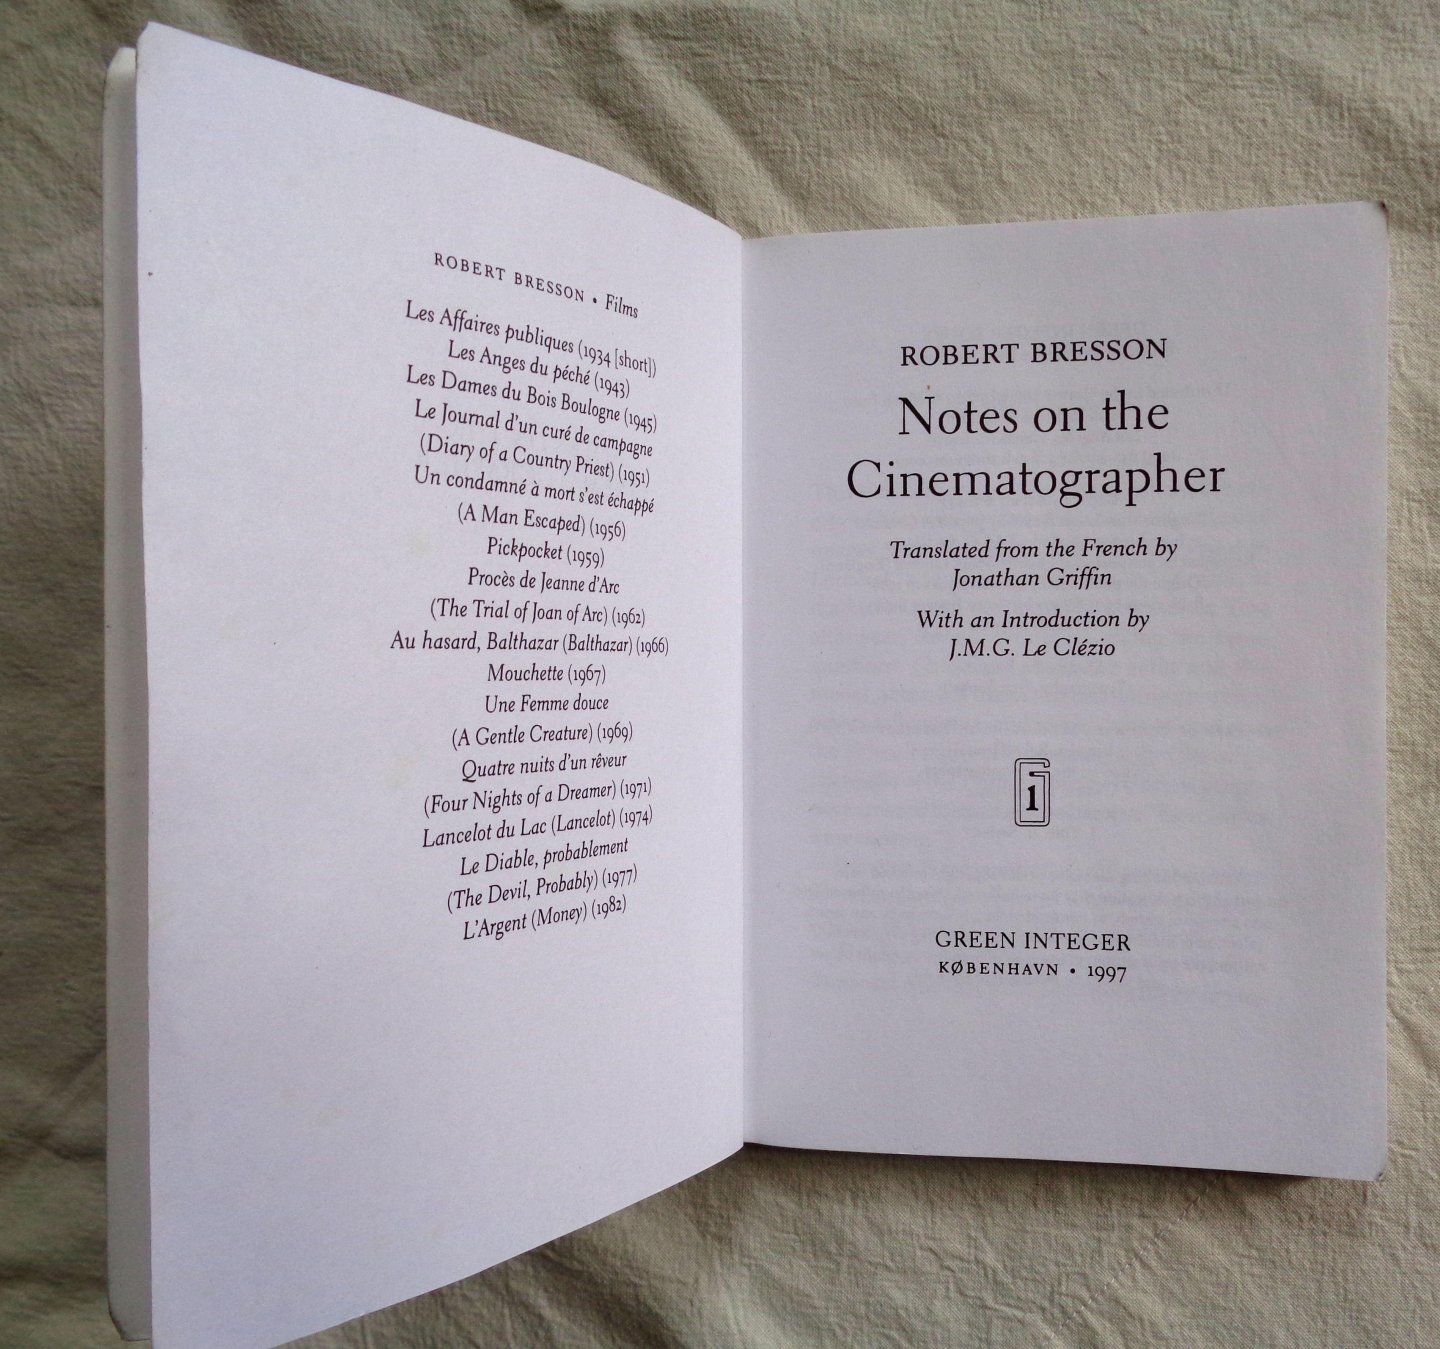 ROBERT BRESSON • Films
Les Affaires publiques (1934 [short])
Les Anges du péché (1943)
Les Dames du Bois Boulogne (1945)
Le Journal d'un curé de campagne
(Diary of a Country Priest) (1951)
Un condamné à mort s'est échappé
(A Man Escaped) (1956)
Pickpocket (1959)
Procès de Jeanne d'Arc
(The Trial of Joan of Arc) (1962)
Au hasard, Balthazar (Balthazar) (1966)
Mouchette (1967)
Une Femme douce
(A Gentle Creature) (1969)
Quatre nuits d'un rêveur
(Four Nights of a Dreamer) (1971)
Lancelot du Lac (Lancelot) (1974)
Le Diable, probablement
(The Devil, Probably) (1977)
L'Argent (Money) (1982)
ROBERT BRESSON
Notes on the
Cinematographer
Translated from the French by
Jonathan Griffin
With an Introduction by
J.M.G. Le Clézio
G1
GREEN INTEGER
KØBENHAVN • 1997